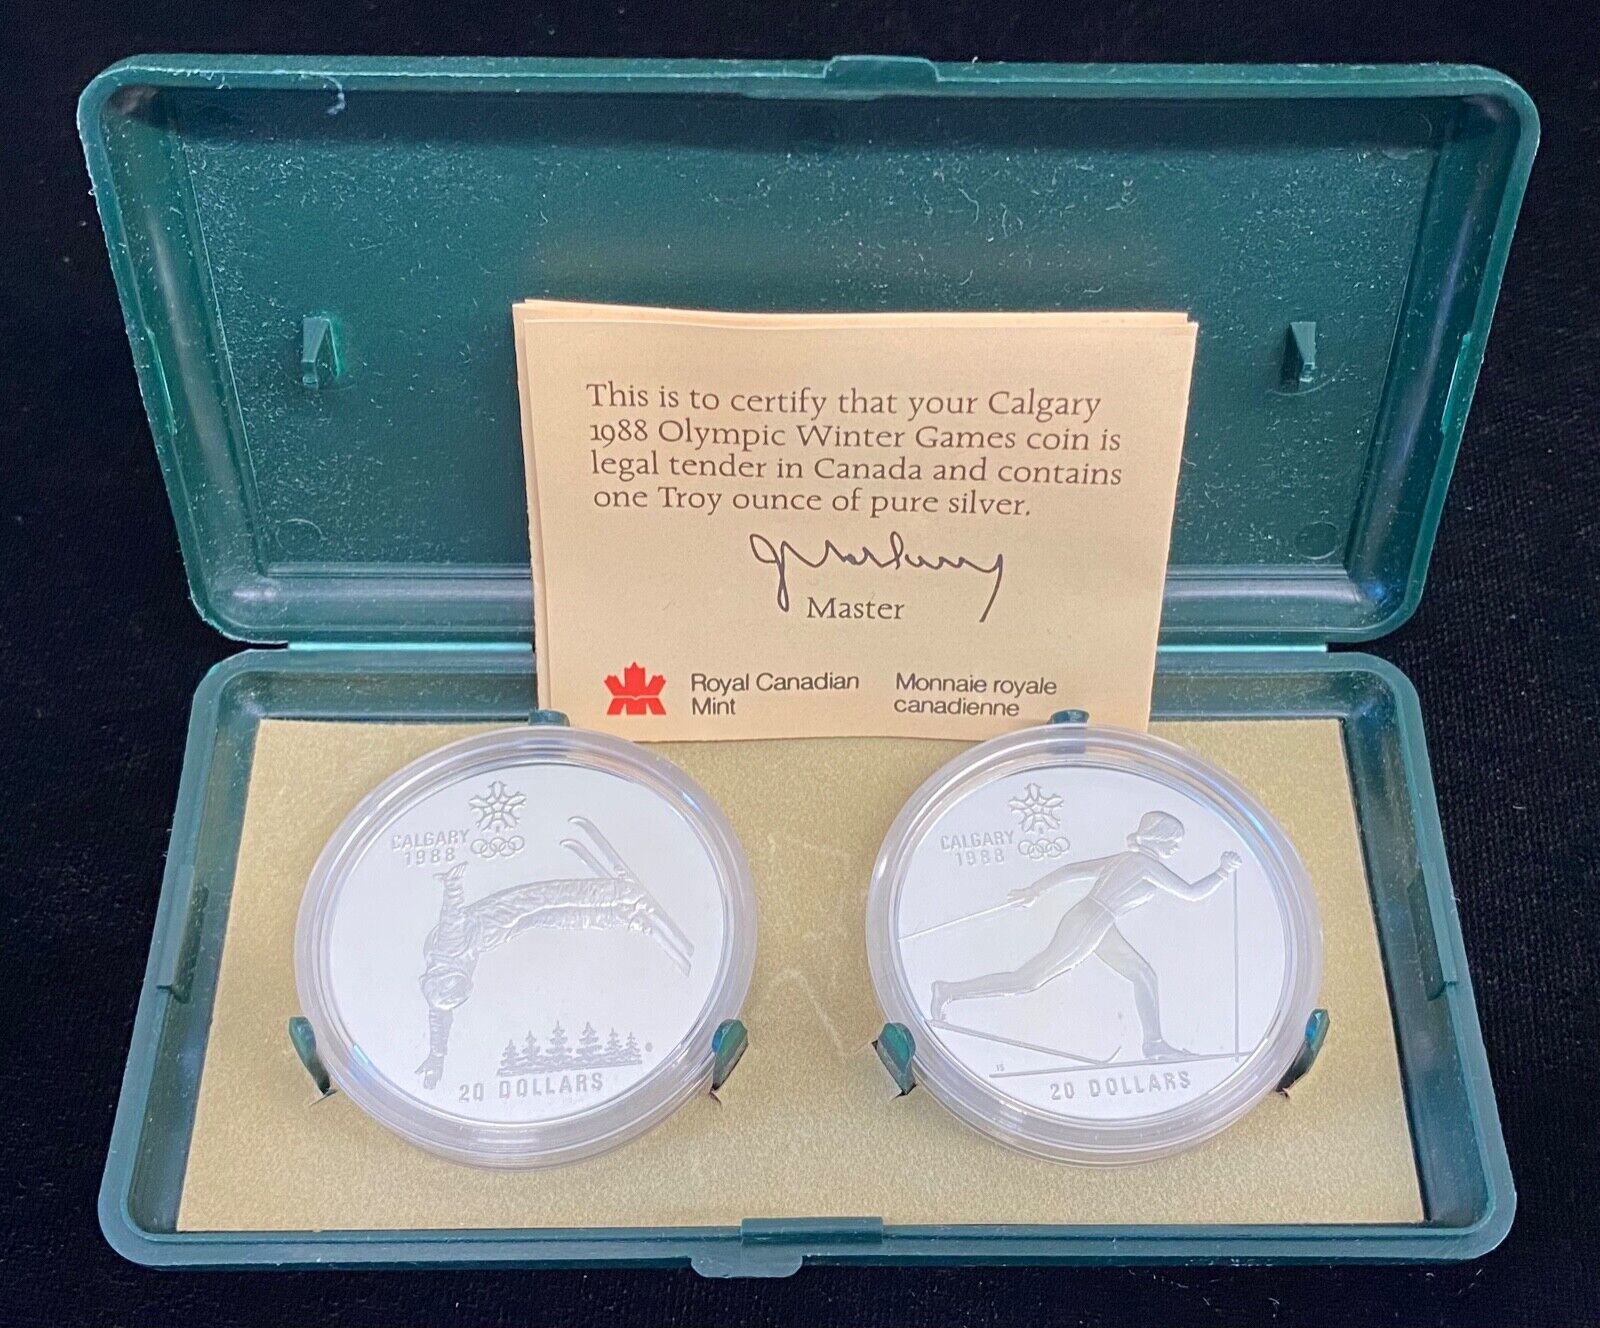 This is to certify that your Calgary
1988 Olympic Winter Games coin is
legal tender in Canada and contains
one Troy ounce of pure silver.
Master
Royal Canadian
Mint
Monnaie royale
canadienne
CALGARY
1988
20 DOLLARS
CALGARY
1988
IS
20 DOLLARS